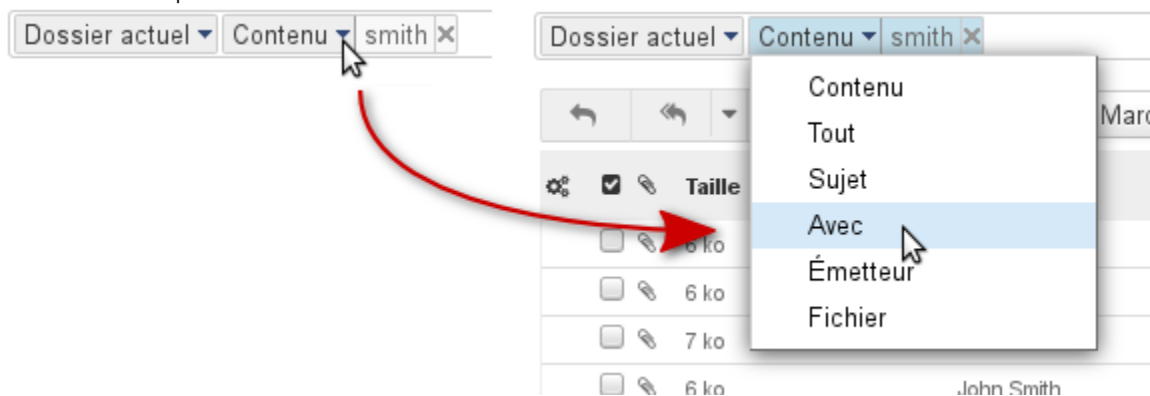 Dossier actuel Contenu smith
Dossier actuel Contenu smith
Contenu
Tout
Marc
Sujet
Taille
Avec
6 ko
Émetteur
6 ko
Fichier
7 ko
6 ko John Smith